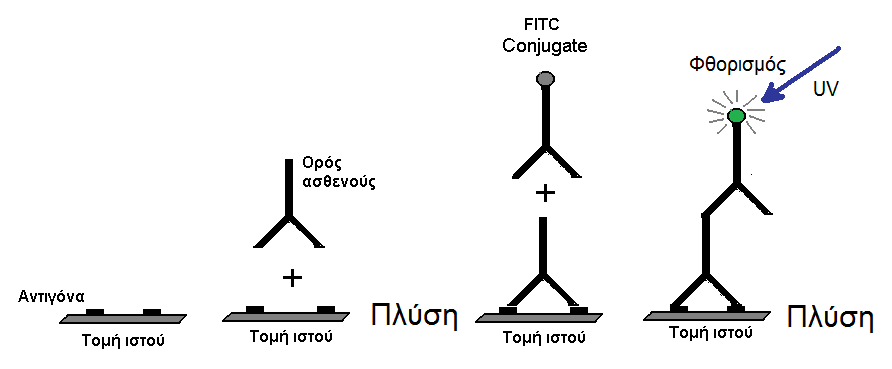 Αντιγόνα
Τομή ιστού
Ορός
ασθενούς
+
Τομή ιστού
Πλύση
FITC
Conjugate
+
Τομή ιστού
Φθορισμός
UV
Τομή ιστού
Πλύση